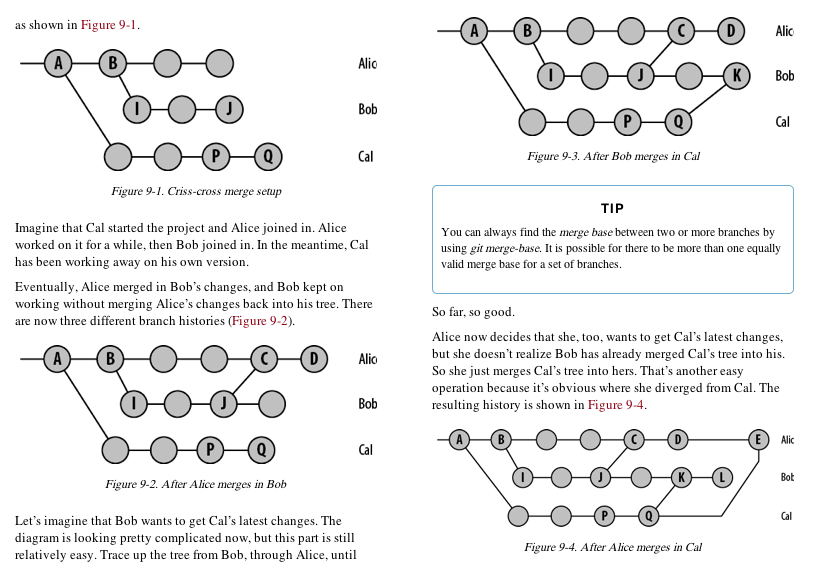 as shown in Figure 9-1.
A B Alic
I J Bob
P Q Cal
Figure 9-1. Criss-cross merge setup
Imagine that Cal started the project and Alice joined in. Alice
worked on it for a while, then Bob joined in. In the meantime, Cal
has been working away on his own version.
Eventually, Alice merged in Bob's changes, and Bob kept on
working without merging Alice's changes back into his tree. There
are now three different branch histories (Figure 9-2).
A B C D Alic
I J Bob
P Q Cal
Figure 9-2. After Alice merges in Bob
Let's imagine that Bob wants to get Cal's latest changes. The
diagram is looking pretty complicated now, but this part is still
relatively easy. Trace up the tree from Bob, through Alice, until
A B C D Alic
I J K Bob
P Q Cal
Figure 9-3. After Bob merges in Cal
TIP
You can always find the merge base between two or more branches by
using git merge-base. It is possible for there to be more than one equally
valid merge base for a set of branches.
So far, so good.
Alice now decides that she, too, wants to get Cal's latest changes,
but she doesn't realize Bob has already merged Cal's tree into his.
So she just merges Cal's tree into hers. That's another easy
operation because it's obvious where she diverged from Cal. The
resulting history is shown in Figure 9-4.
A B C D E Alic
I J K L Bob
P Q Cal
Figure 9-4. After Alice merges in Cal